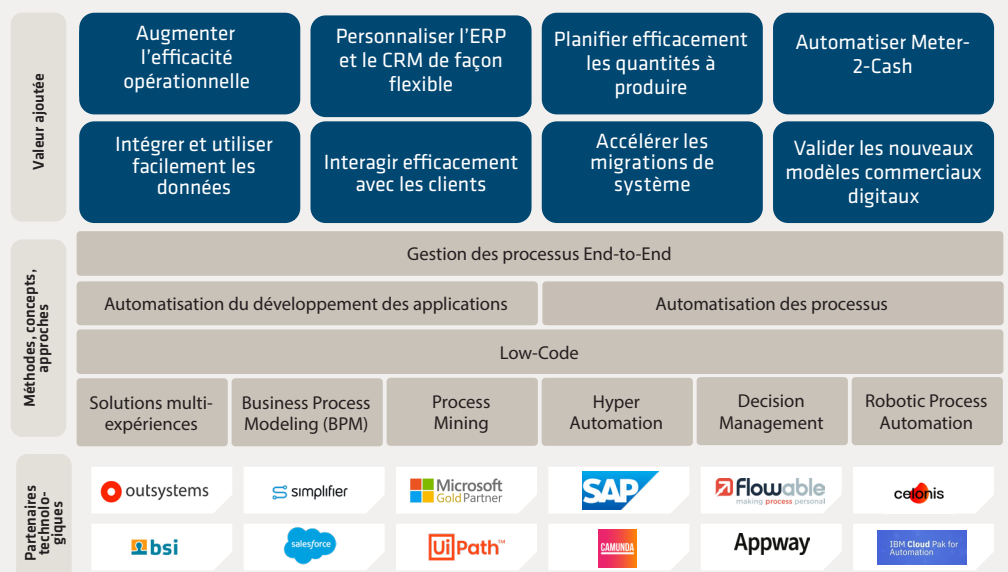 Valeur ajoutée
Augmenter
l'efficacité
opérationnelle
Personnaliser l'ERP
et le CRM de façon
flexible
Planifier efficacement
les quantités à
produire
Automatiser Meter-
2-Cash
Intégrer et utiliser
facilement les
données
Interagir efficacement
avec les clients
Accélérer les
migrations de
système
Valider les nouveaux
modèles commerciaux
digitaux
Méthodes, concepts,
approches
Gestion des processus End-to-End
Automatisation du développement des applications
Automatisation des processus
Low-Code
Solutions multi-
expériences
Business Process
Modeling (BPM)
Process
Mining
Hyper
Automation
Decision
Management
Robotic Process
Automation
Partenaires
technolo-
giques
outsystems
sımplifier
Microsoft
Gold Partner
SAP
flowable
making process personal
celonis
bsi
salesforce
UiPath™
CAMUNDA
Appway
IBM Cloud Pak for
Automation